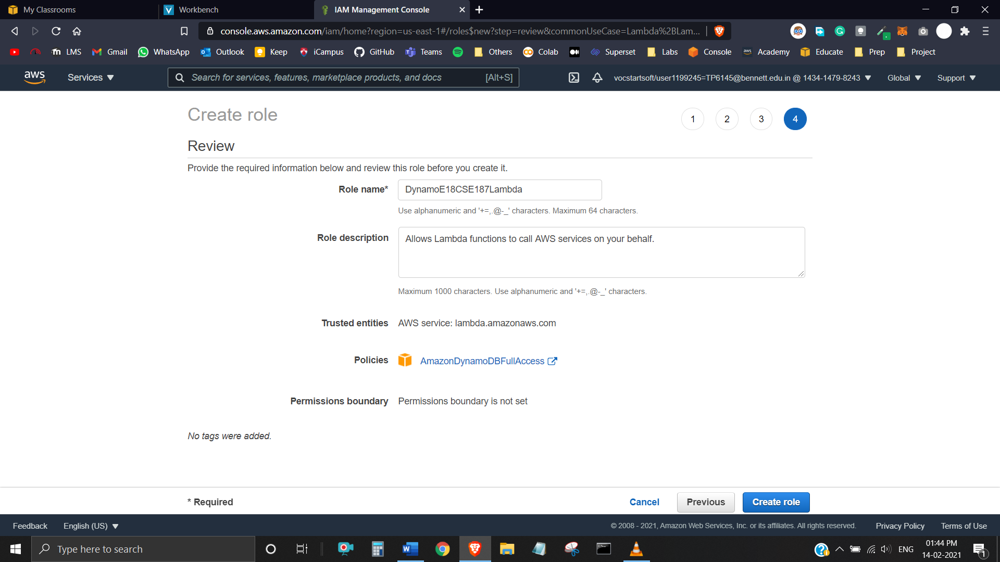 My Classrooms
Workbench
IAM Management Console
console.aws.amazon.com/iam/home?region=us-east-1#/roles$new?step=review&commonUseCase=Lambda%2BLam...
LMS Gmail WhatsApp Outlook Keep iCampus GitHub Teams Others Colab Superset Labs Console aws Academy Educate Prep Project
aws Services Search for services, features, marketplace products, and docs [Alt+S] vocstartsoft/user1199245=TP6145@bennett.edu.in @ 1434-1479-8243 Global Support
Create role
1 2 3 4
Review
Provide the required information below and review this role before you create it.
Role name* DynamoE18CSE187Lambda
Use alphanumeric and '+=,.@-_' characters. Maximum 64 characters.
Role description Allows Lambda functions to call AWS services on your behalf.
Maximum 1000 characters. Use alphanumeric and '+=,.@-_' characters.
Trusted entities AWS service: lambda.amazonaws.com
Policies AmazonDynamoDBFullAccess
Permissions boundary Permissions boundary is not set
No tags were added.
* Required Cancel Previous Create role
Feedback English (US) © 2008 - 2021, Amazon Web Services, Inc. or its affiliates. All rights reserved. Privacy Policy Terms of Use
Type here to search
ENG
01:44 PM
14-02-2021
1